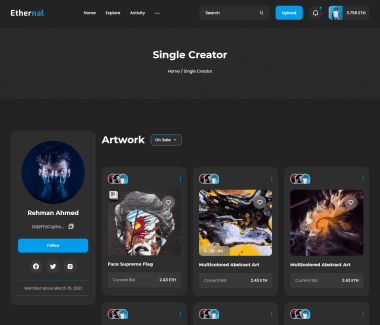 Ethernal
Home
Explore
Activity
Search
Upload
3,756 ETH
Single Creator
Home / Single Creator
Artwork
On Sale
Rehman Ahmed
Follow
Member since March 15, 2021
Face Supreme Flag
Current Bid
2.43 ETH
Multicolored Abstract Art
Current Bid
2.43 ETH
Multicolored Abstract Art
Current Bid
2.43 ETH